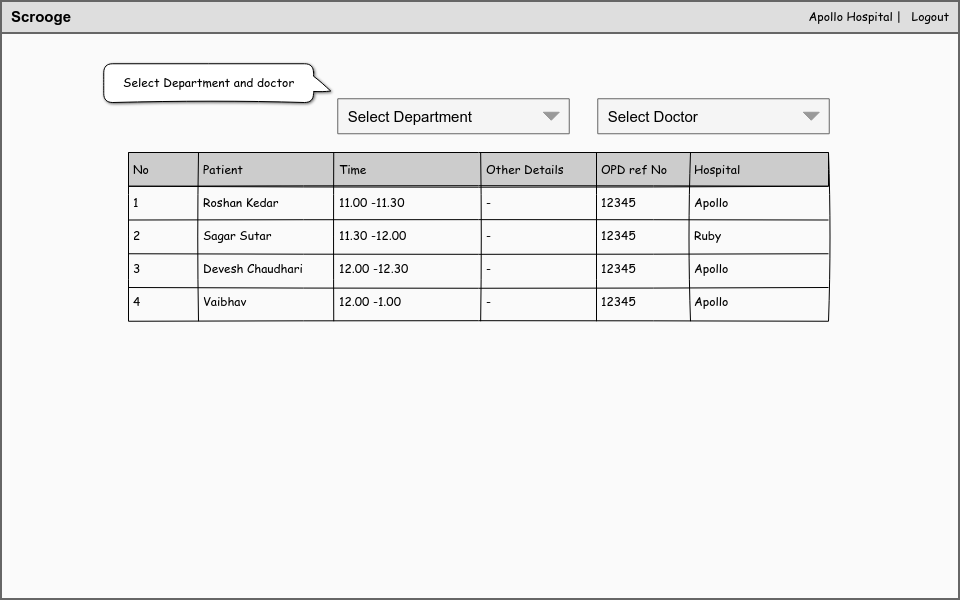 Scrooge
Apollo Hospital | Logout
Select Department and doctor
Select Department Select Doctor
No Patient Time Other Details OPD ref No Hospital
1 Roshan Kedar 11.00 -11.30 - 12345 Apollo
2 Sagar Sutar 11.30 -12.00 - 12345 Ruby
3 Devesh Chaudhari 12.00 -12.30 - 12345 Apollo
4 Vaibhav 12.00 -1.00 - 12345 Apollo